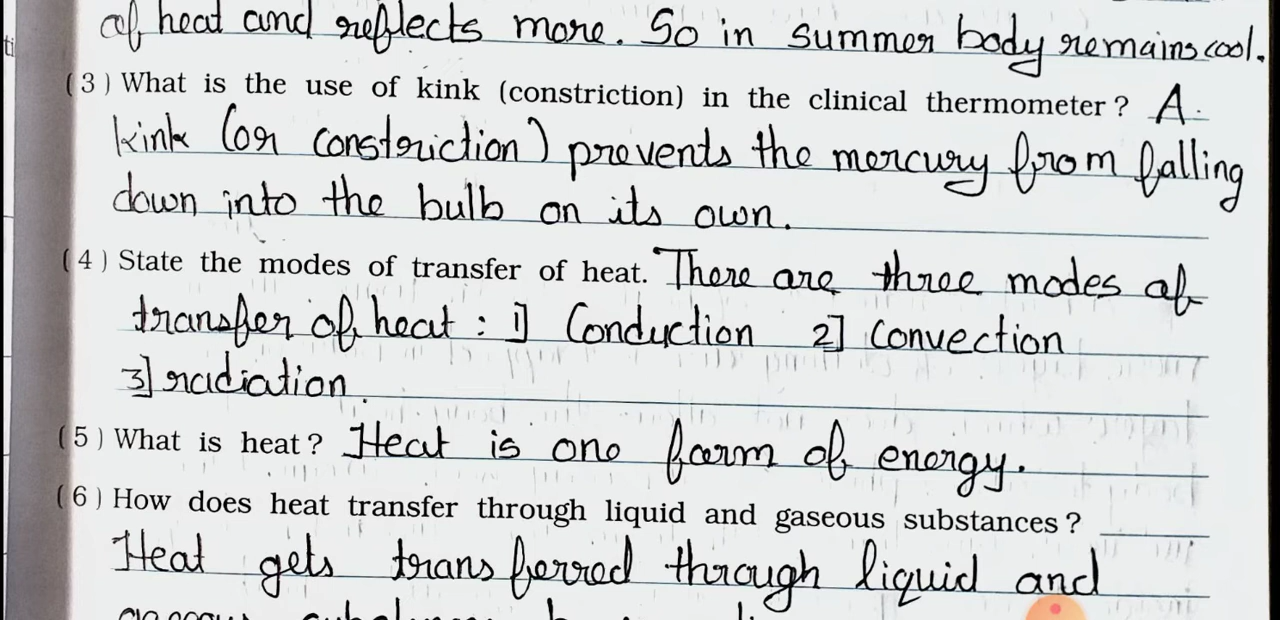 of heat and reflects more. So in summer body remains cool.
(3) What is the use of kink (constriction) in the clinical thermometer? A
kink (or constriction) prevents the mercury from falling
down into the bulb on its own.
(4) State the modes of transfer of heat. There are three modes of
transfer of heat : 1] Conduction 2] Convection
3] radiation.
(5) What is heat? Heat is one form of energy.
(6) How does heat transfer through liquid and gaseous substances?
Heat gets transferred through liquid and